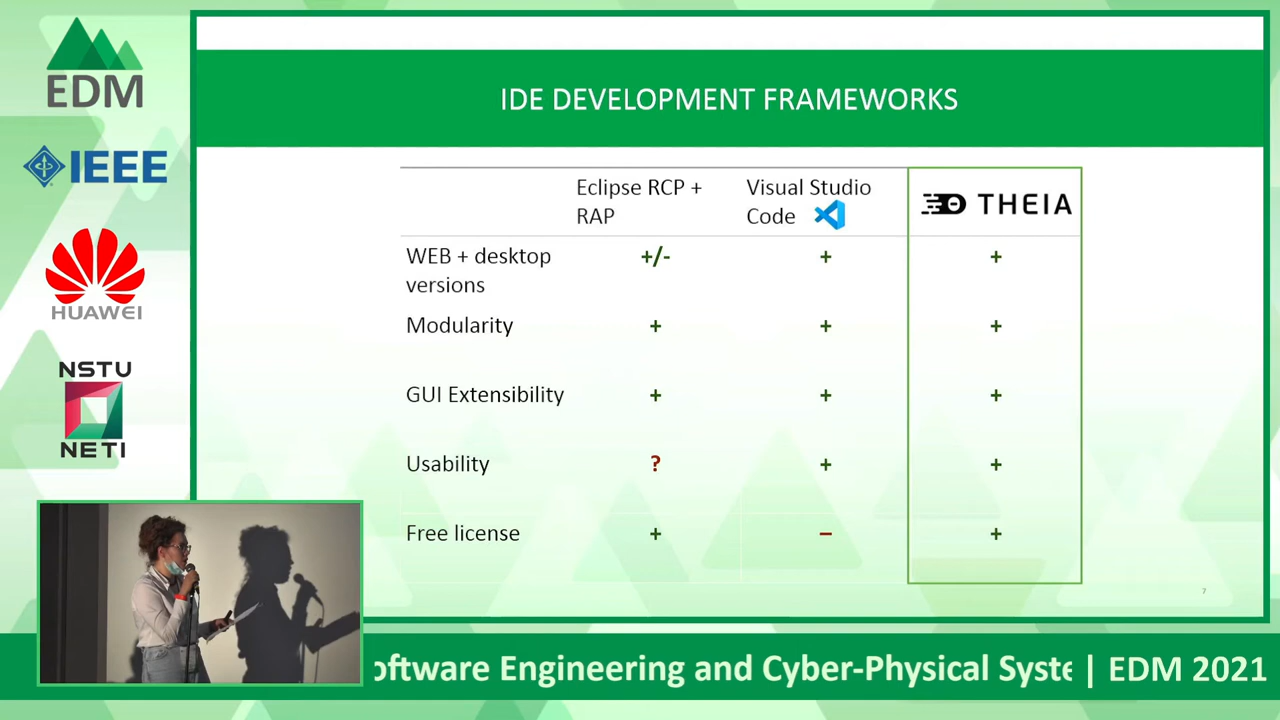 EDM
IEEE
HUAWEI
NSTU
NETI
IDE DEVELOPMENT FRAMEWORKS
Eclipse RCP +
RAP
Visual Studio
Code
THEIA
WEB + desktop
versions
+/-
+
+
Modularity
+
+
+
GUI Extensibility
+
+
+
Usability
?
+
+
Free license
+
–
+
7
oftware Engineering and Cyber-Physical Syste | EDM 2021